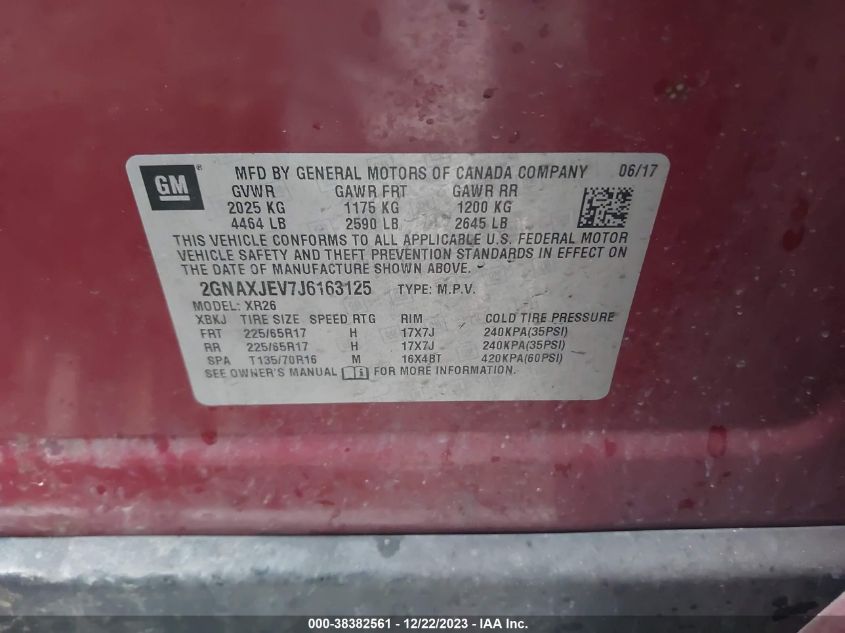 GM ® MFD BY GENERAL MOTORS OF CANADA COMPANY 06/17
GVWR GAWR FRT GAWR RR
2025 KG 1175 KG 1200 KG
4464 LB 2590 LB 2645 LB
THIS VEHICLE CONFORMS TO ALL APPLICABLE U.S. FEDERAL MOTOR
VEHICLE SAFETY AND THEFT PREVENTION STANDARDS IN EFFECT ON
THE DATE OF MANUFACTURE SHOWN ABOVE.
2GNAXJEV7J6163125 TYPE: M.P.V.
MODEL: XR26
XBKJ TIRE SIZE SPEED RTG RIM COLD TIRE PRESSURE
FRT 225/65R17 H 17X7J 240KPA(35PSI)
RR 225/65R17 H 17X7J 240KPA(35PSI)
SPA T135/70R16 M 16X4BT 420KPA(60PSI)
SEE OWNER'S MANUAL FOR MORE INFORMATION.
000-38382561 - 12/22/2023 - IAA Inc.